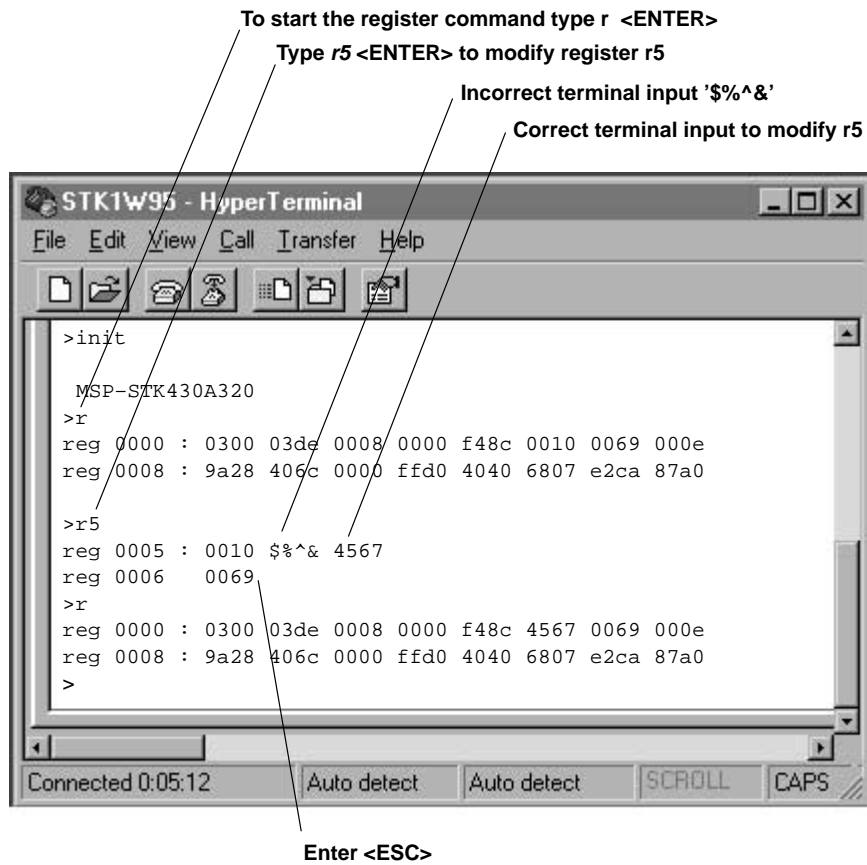 To start the register command type r <ENTER>
Type r5 <ENTER> to modify register r5
Incorrect terminal input '$%^&'
Correct terminal input to modify r5
STK1W95 - HyperTerminal
File Edit View Call Transfer Help
>init
MSP-STK430A320
>r
reg 0000 : 0300 03de 0008 0000 f48c 0010 0069 000e
reg 0008 : 9a28 406c 0000 ffd0 4040 6807 e2ca 87a0
>r5
reg 0005 : 0010 $%^& 4567
reg 0006 0069
>r
reg 0000 : 0300 03de 0008 0000 f48c 4567 0069 000e
reg 0008 : 9a28 406c 0000 ffd0 4040 6807 e2ca 87a0
>
Connected 0:05:12 Auto detect Auto detect SCROLL CAPS
Enter <ESC>